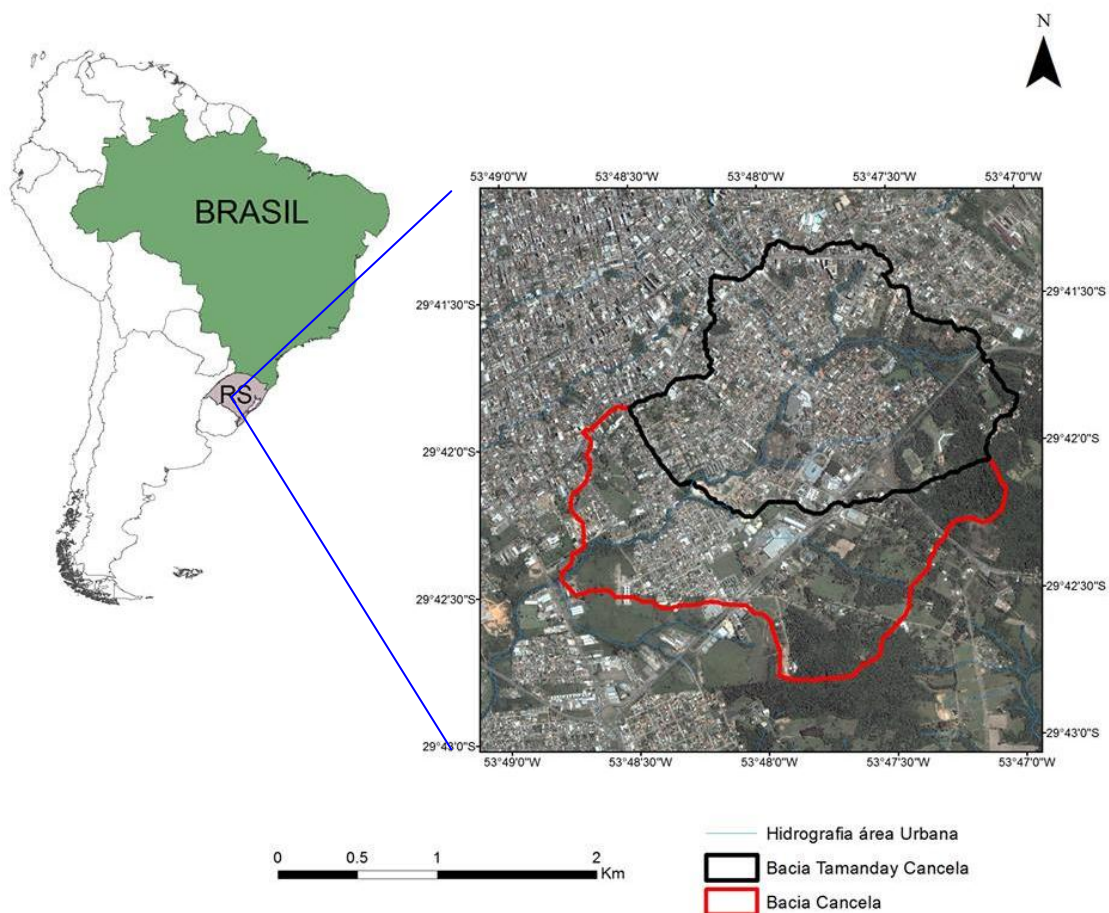 N
BRASIL
RS
53°49'0"W 53°48'30"W 53°48'0"W 53°47'30"W 53°47'0"W
29°41'30"S 29°41'30"S
29°42'0"S 29°42'0"S
29°42'30"S 29°42'30"S
29°43'0"S 29°43'0"S
53°49'0"W 53°48'30"W 53°48'0"W 53°47'30"W 53°47'0"W
0 0.5 1 2
Km
Hidrografia área Urbana
Bacia Tamanday Cancela
Bacia Cancela